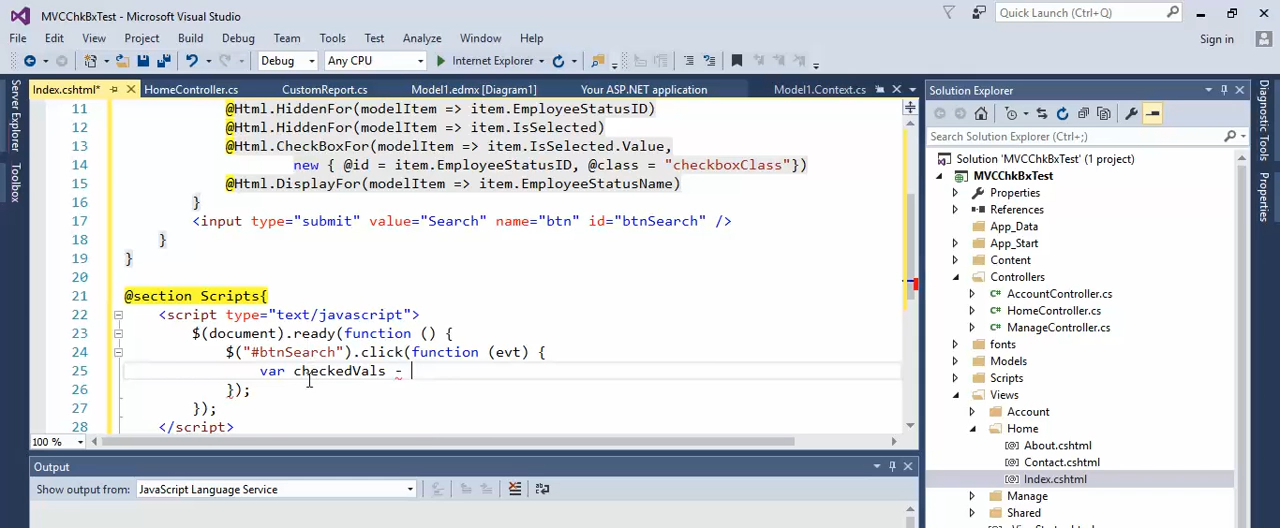 MVCChkBxTest - Microsoft Visual Studio
Quick Launch (Ctrl+Q)
File Edit View Project Build Debug Team Tools Test Analyze Window Help
Sign in
Debug Any CPU Internet Explorer
Index.cshtml* HomeController.cs CustomReport.cs Model1.edmx [Diagram1] Your ASP.NET application Model1.Context.cs
Server Explorer
Toolbox
11 @Html.HiddenFor(modelItem => item.EmployeeStatusID)
12 @Html.HiddenFor(modelItem => item.IsSelected)
13 @Html.CheckBoxFor(modelItem => item.IsSelected.Value,
14 new { @id = item.EmployeeStatusID, @class = "checkboxClass"})
15 @Html.DisplayFor(modelItem => item.EmployeeStatusName)
16 }
17 <input type="submit" value="Search" name="btn" id="btnSearch" />
18 }
19 }
20
21 @section Scripts{
22 <script type="text/javascript">
23 $(document).ready(function () {
24 $("#btnSearch").click(function (evt) {
25 var checkedVals -
26 });
27 });
28 </script>
100 %
Output
Show output from: JavaScript Language Service
Solution Explorer
Search Solution Explorer (Ctrl+;)
Solution 'MVCChkBxTest' (1 project)
MVCChkBxTest
Properties
References
App_Data
App_Start
Content
Controllers
AccountController.cs
HomeController.cs
ManageController.cs
fonts
Models
Scripts
Views
Account
Home
About.cshtml
Contact.cshtml
Index.cshtml
Manage
Shared
Diagnostic Tools
Properties